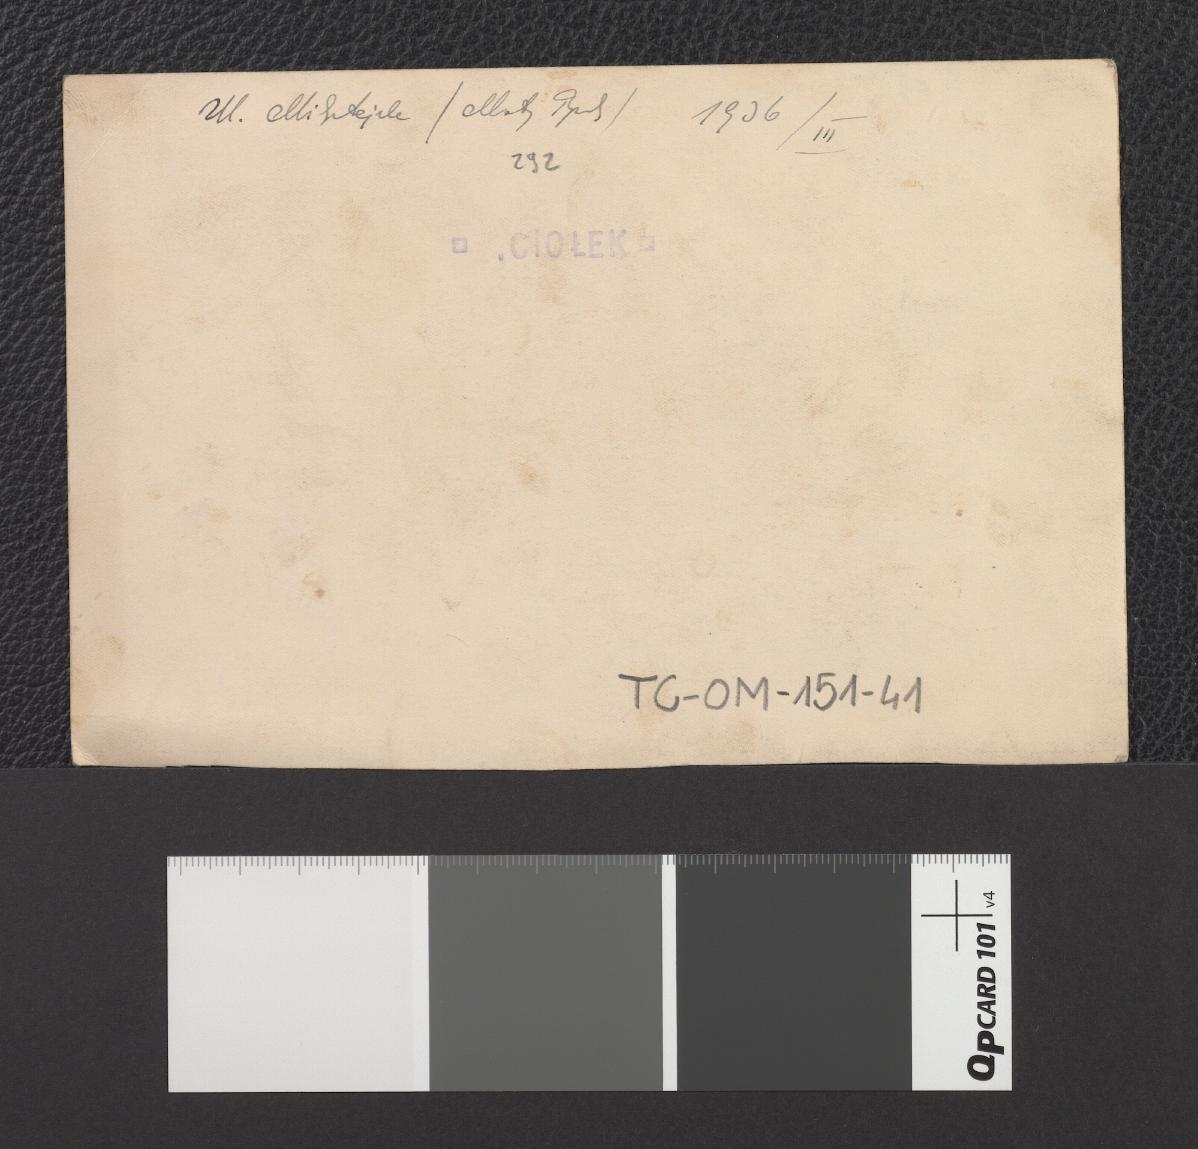 1936/III
292
.CIOŁEK
TG-OM-151-41
QPCARD 101 v4